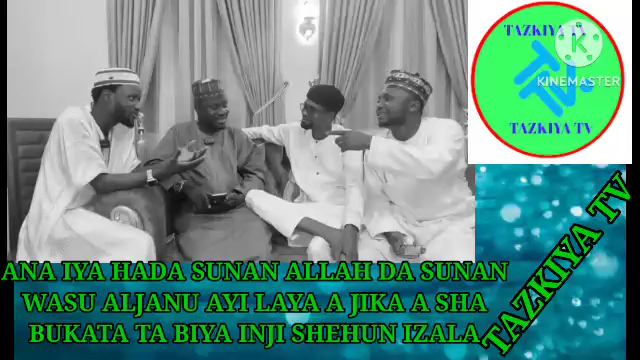 TAZKIYA TV
KINEMASTER
TAZKIYA TV
ANA IYA HADA SUNAN ALLAH DA SUNAN
WASU ALJANU AYI LAYA A JIKA A SHA
BUKATA TA BIYA INJI SHEHUN IZALA
TAZKIYA TV